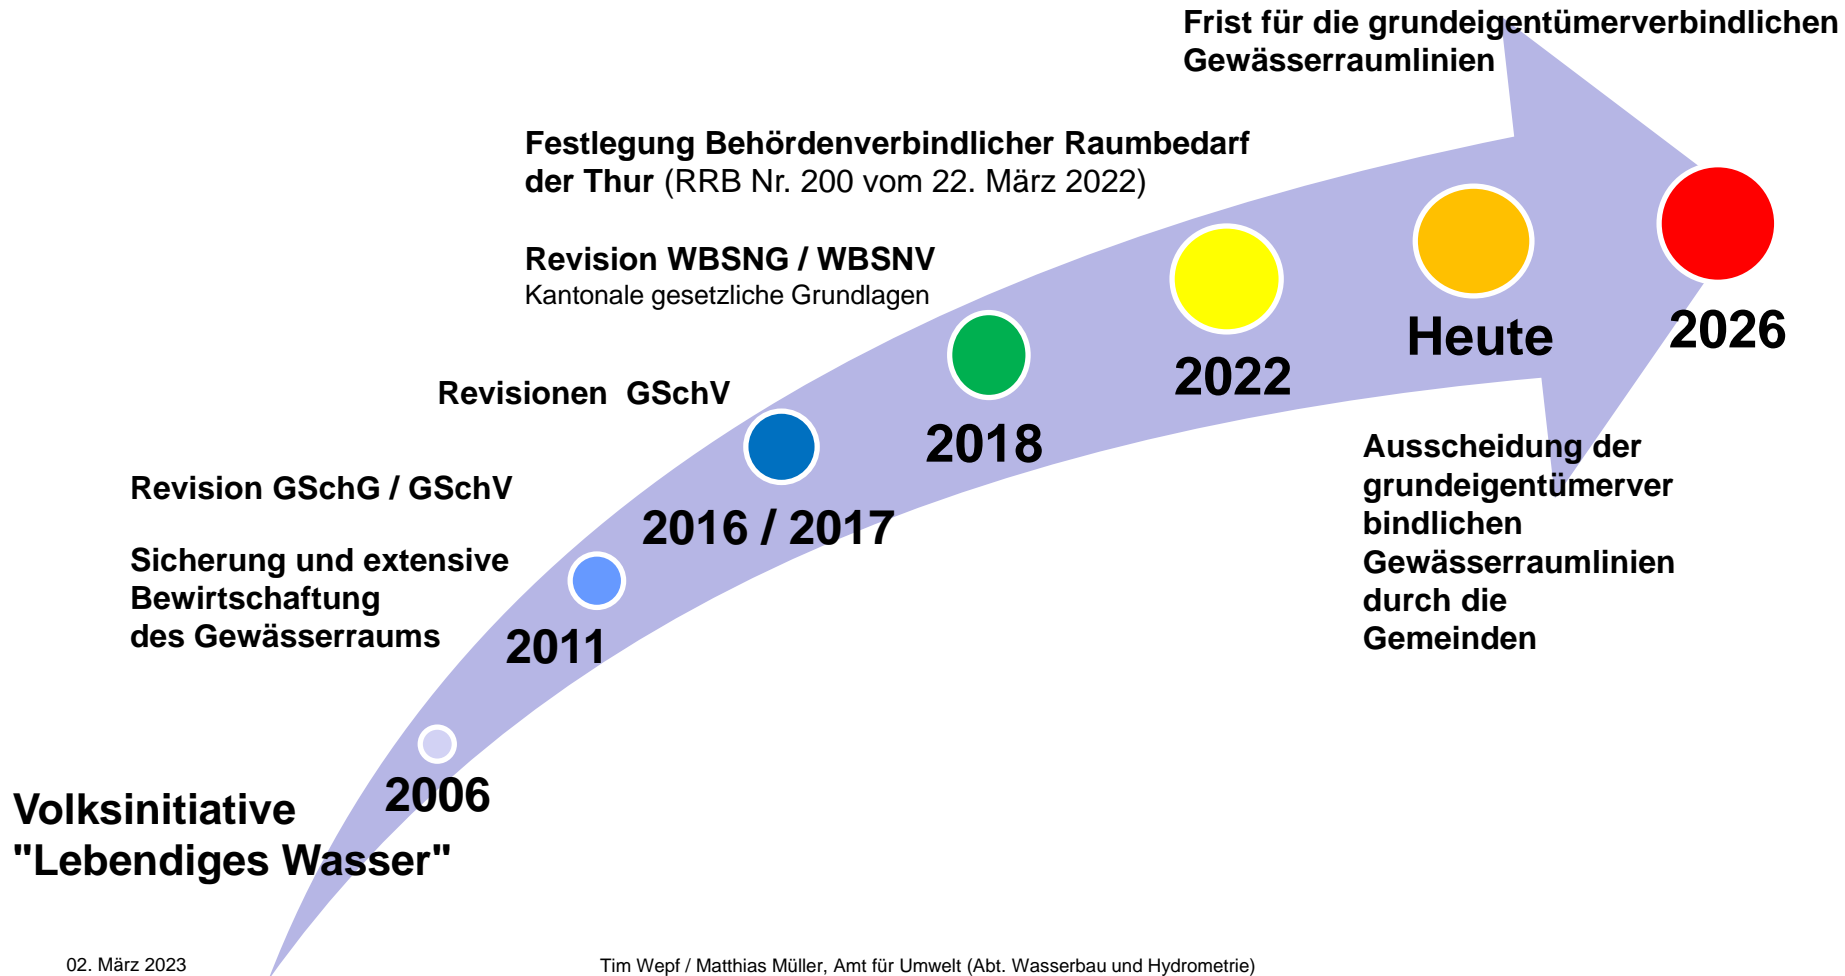 Frist für die grundeigentümerverbindlichen
Gewässerraumlinien
Festlegung Behördenverbindlicher Raumbedarf
der Thur (RRB Nr. 200 vom 22. März 2022)
Revision WBSNG / WBSNV
Kantonale gesetzliche Grundlagen
Heute
2026
2022
Revisionen  GSchV
2018
Ausscheidung der
grundeigentümerver
bindlichen
Gewässerraumlinien
durch die
Gemeinden
Revision GSchG / GSchV
2016 / 2017
Sicherung und extensive
Bewirtschaftung
des Gewässerraums
2011
2006
Volksinitiative
"Lebendiges Wasser"
02. März 2023
Tim Wepf / Matthias Müller, Amt für Umwelt (Abt. Wasserbau und Hydrometrie)